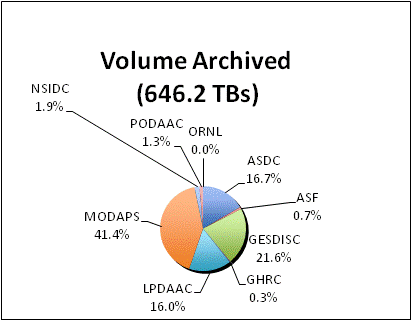 Volume Archived
(646.2 TBs)
NSIDC
1.9%
PODAAC
1.3%
ORNL
0.0%
ASDC
16.7%
ASF
0.7%
GESDISC
21.6%
GHRC
0.3%
LPDAAC
16.0%
MODAPS
41.4%